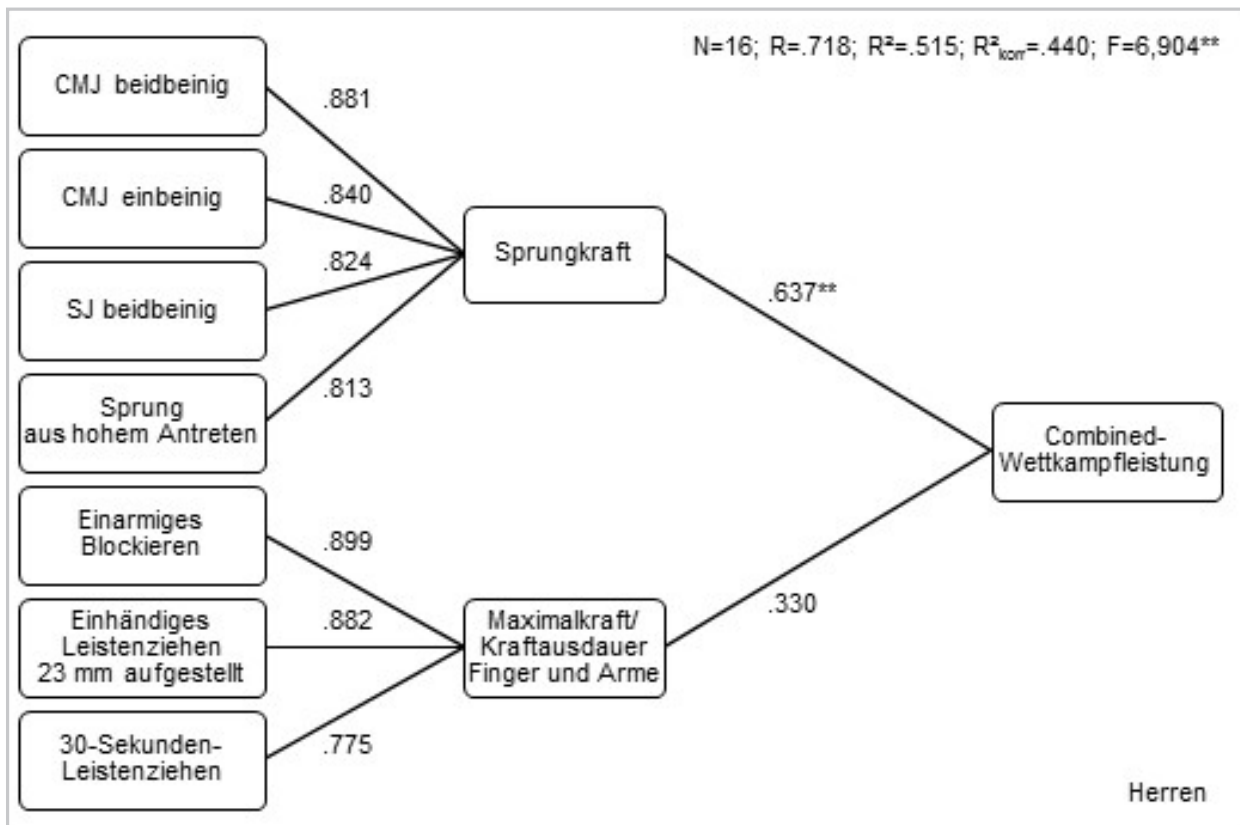 N=16; R=.718; R²=.515; R²korr=.440; F=6,904**
CMJ beidbeinig
.881
CMJ einbeinig
.840
SJ beidbeinig
.824
Sprung
aus hohem Antreten
.813
Sprungkraft
.637**
Einarmiges
Blockieren
.899
Einhändiges
Leistenziehen
23 mm aufgestellt
.882
30-Sekunden-
Leistenziehen
.775
Maximalkraft/
Kraftausdauer
Finger und Arme
.330
Combined-
Wettkampfleistung
Herren